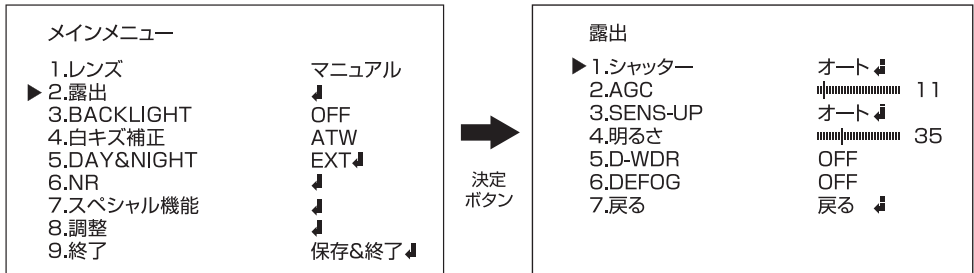 メインメニュー
1.レンズ マニュアル
▶ 2.露出 ↲
3.BACKLIGHT OFF
4.白キズ補正 ATW
5.DAY&NIGHT EXT↲
6.NR ↲
7.スペシャル機能 ↲
8.調整 ↲
9.終了 保存&終了↲
決定
ボタン
露出
▶ 1.シャッター オート↲
2.AGC 11
3.SENS-UP オート↲
4.明るさ 35
5.D-WDR OFF
6.DEFOG OFF
7.戻る 戻る ↲